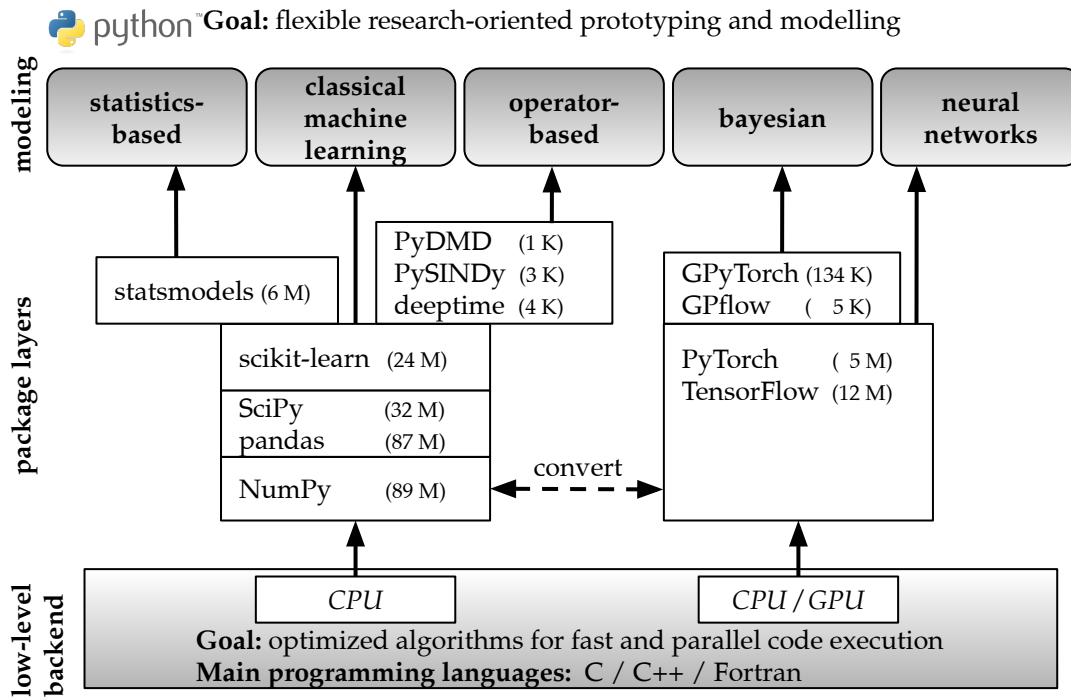 python™ Goal: flexible research-oriented prototyping and modelling
modeling
statistics-
based
classical
machine
learning
operator-
based
bayesian
neural
networks
package layers
PyDMD (1 K)
PySINDy (3 K)
deeptime (4 K)
statsmodels (6 M)
GPyTorch (134 K)
GPflow ( 5 K)
scikit-learn (24 M)
SciPy (32 M)
pandas (87 M)
NumPy (89 M)
convert
PyTorch ( 5 M)
TensorFlow (12 M)
low-level
backend
CPU
CPU / GPU
Goal: optimized algorithms for fast and parallel code execution
Main programming languages: C / C++ / Fortran